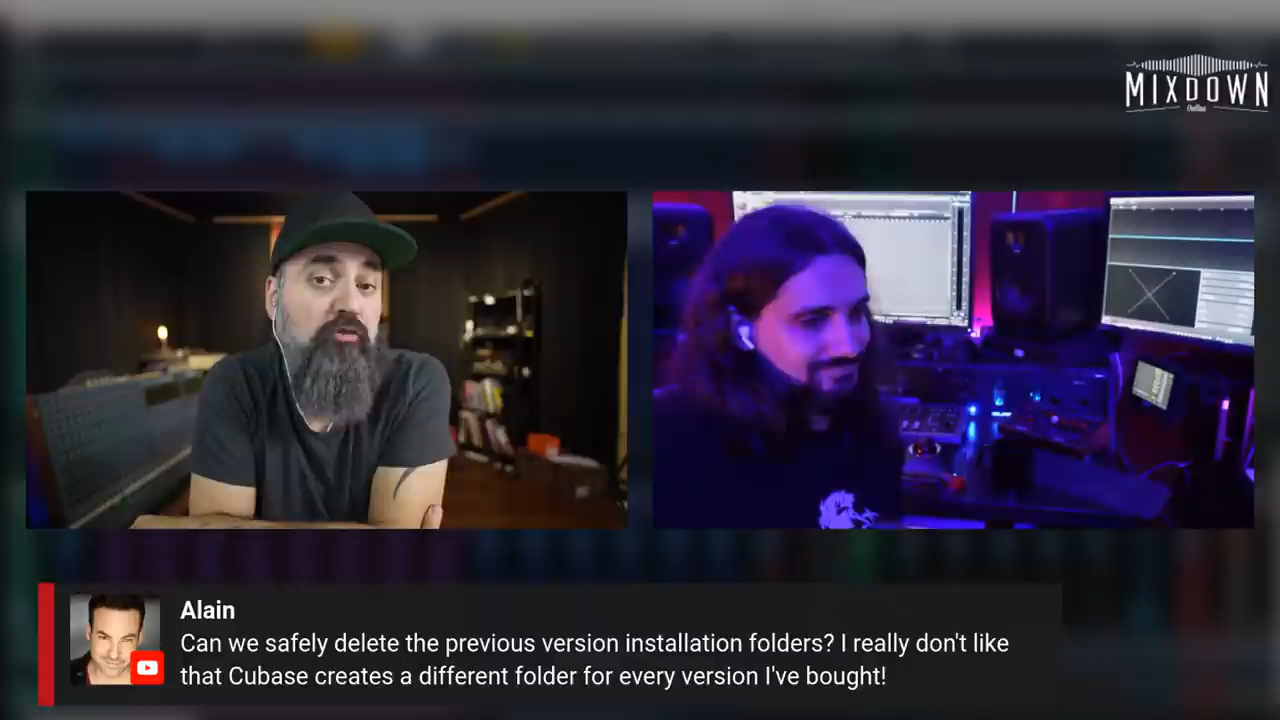 MIXDOWN
Online
Alain
Can we safely delete the previous version installation folders? I really don't like
that Cubase creates a different folder for every version I've bought!